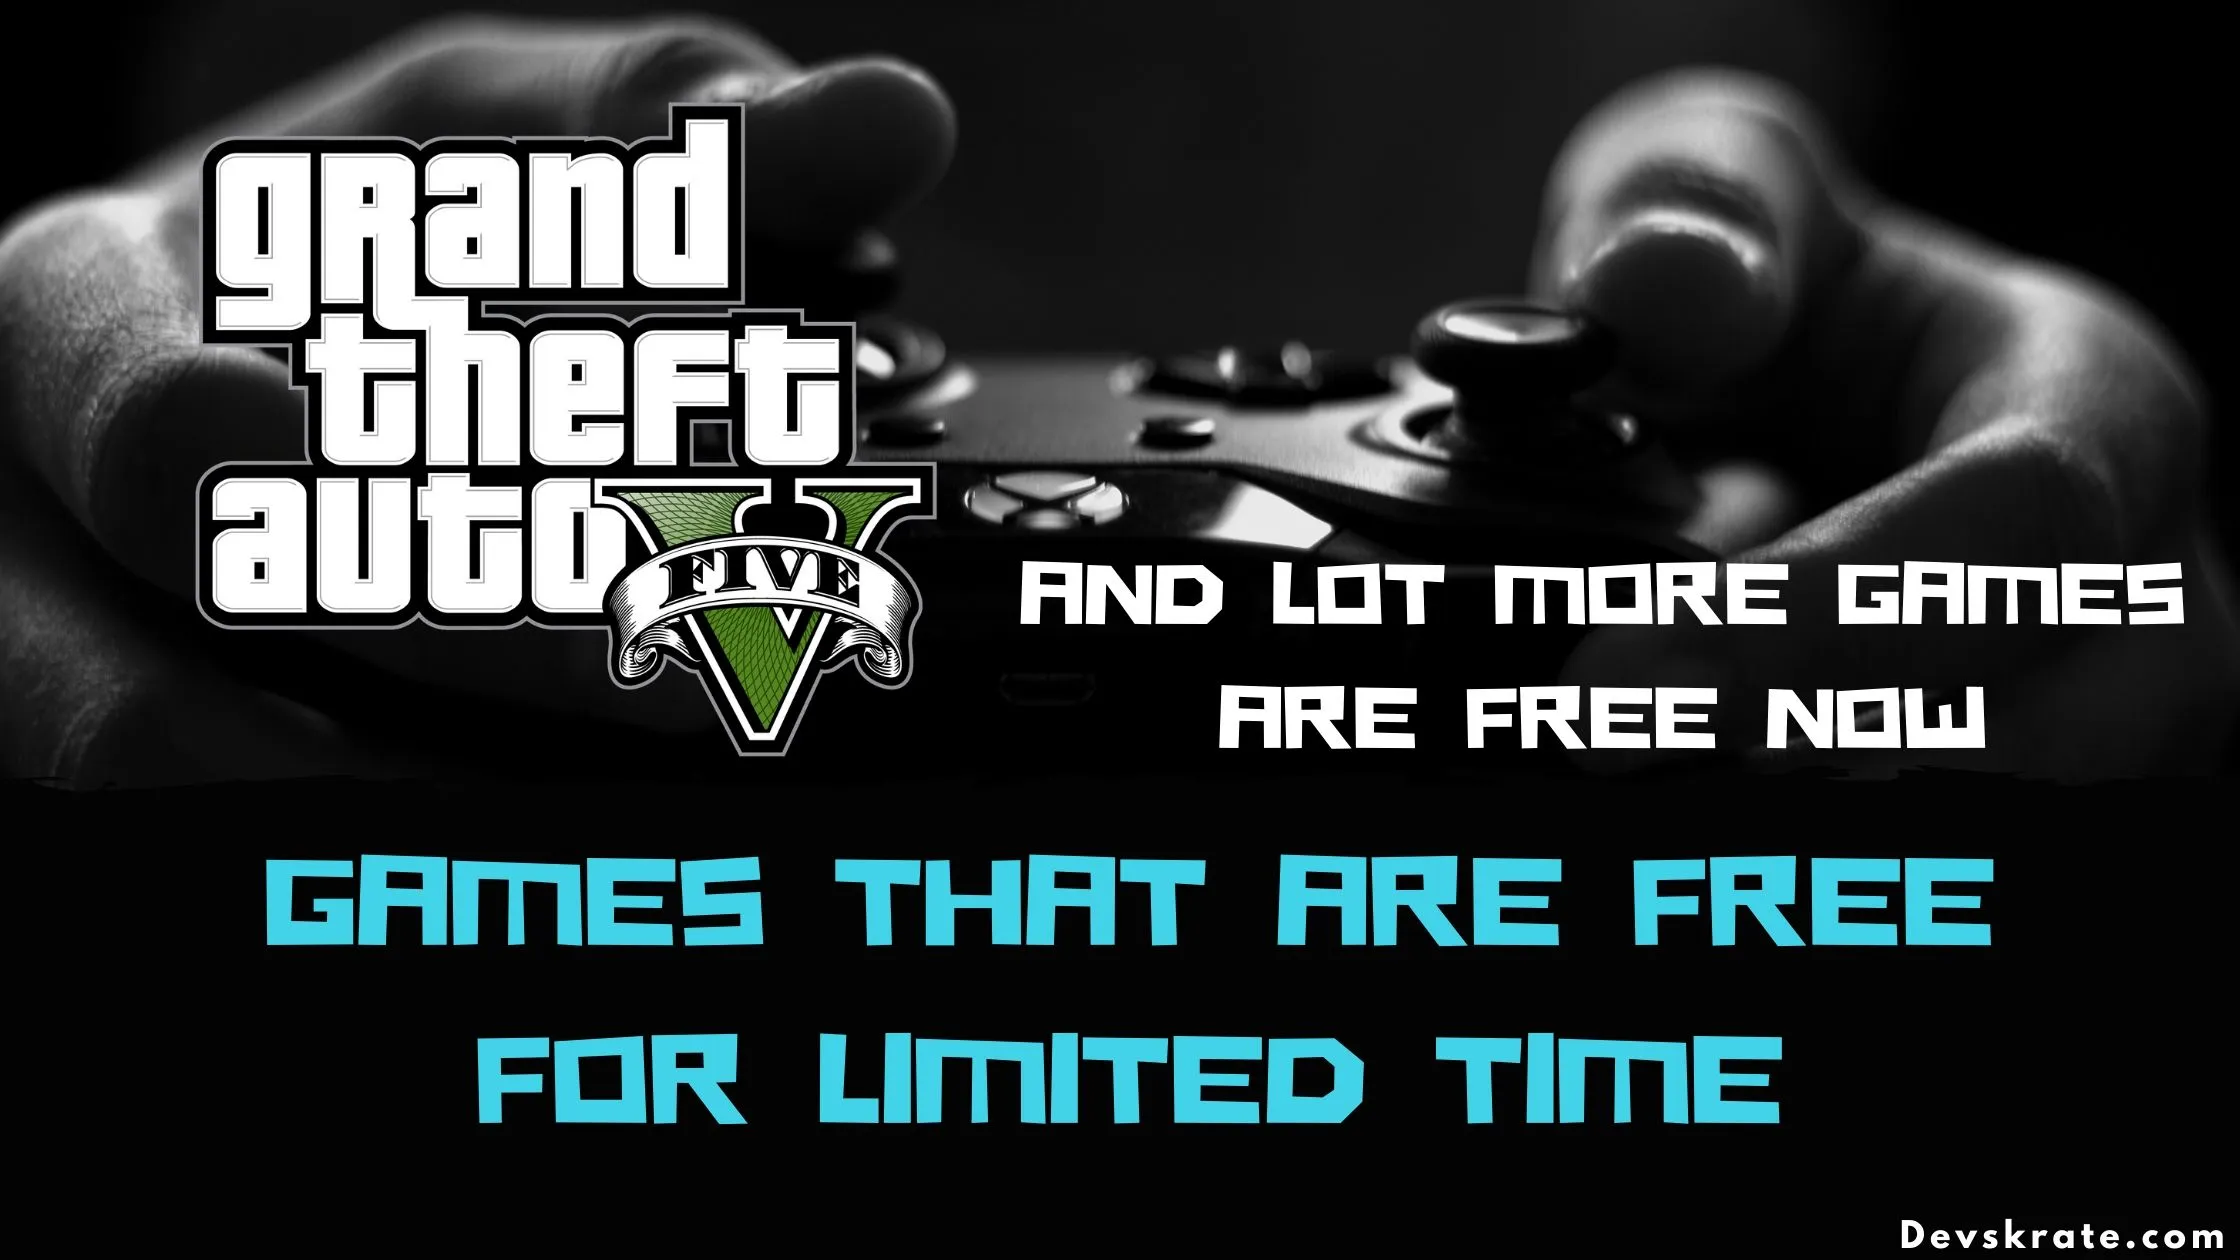 grand
theft
auto V
FIVE
AND LOT MORE GAMES
ARE FREE NOW
GAMES THAT ARE FREE
FOR LIMITED TIME
Devskrate.com